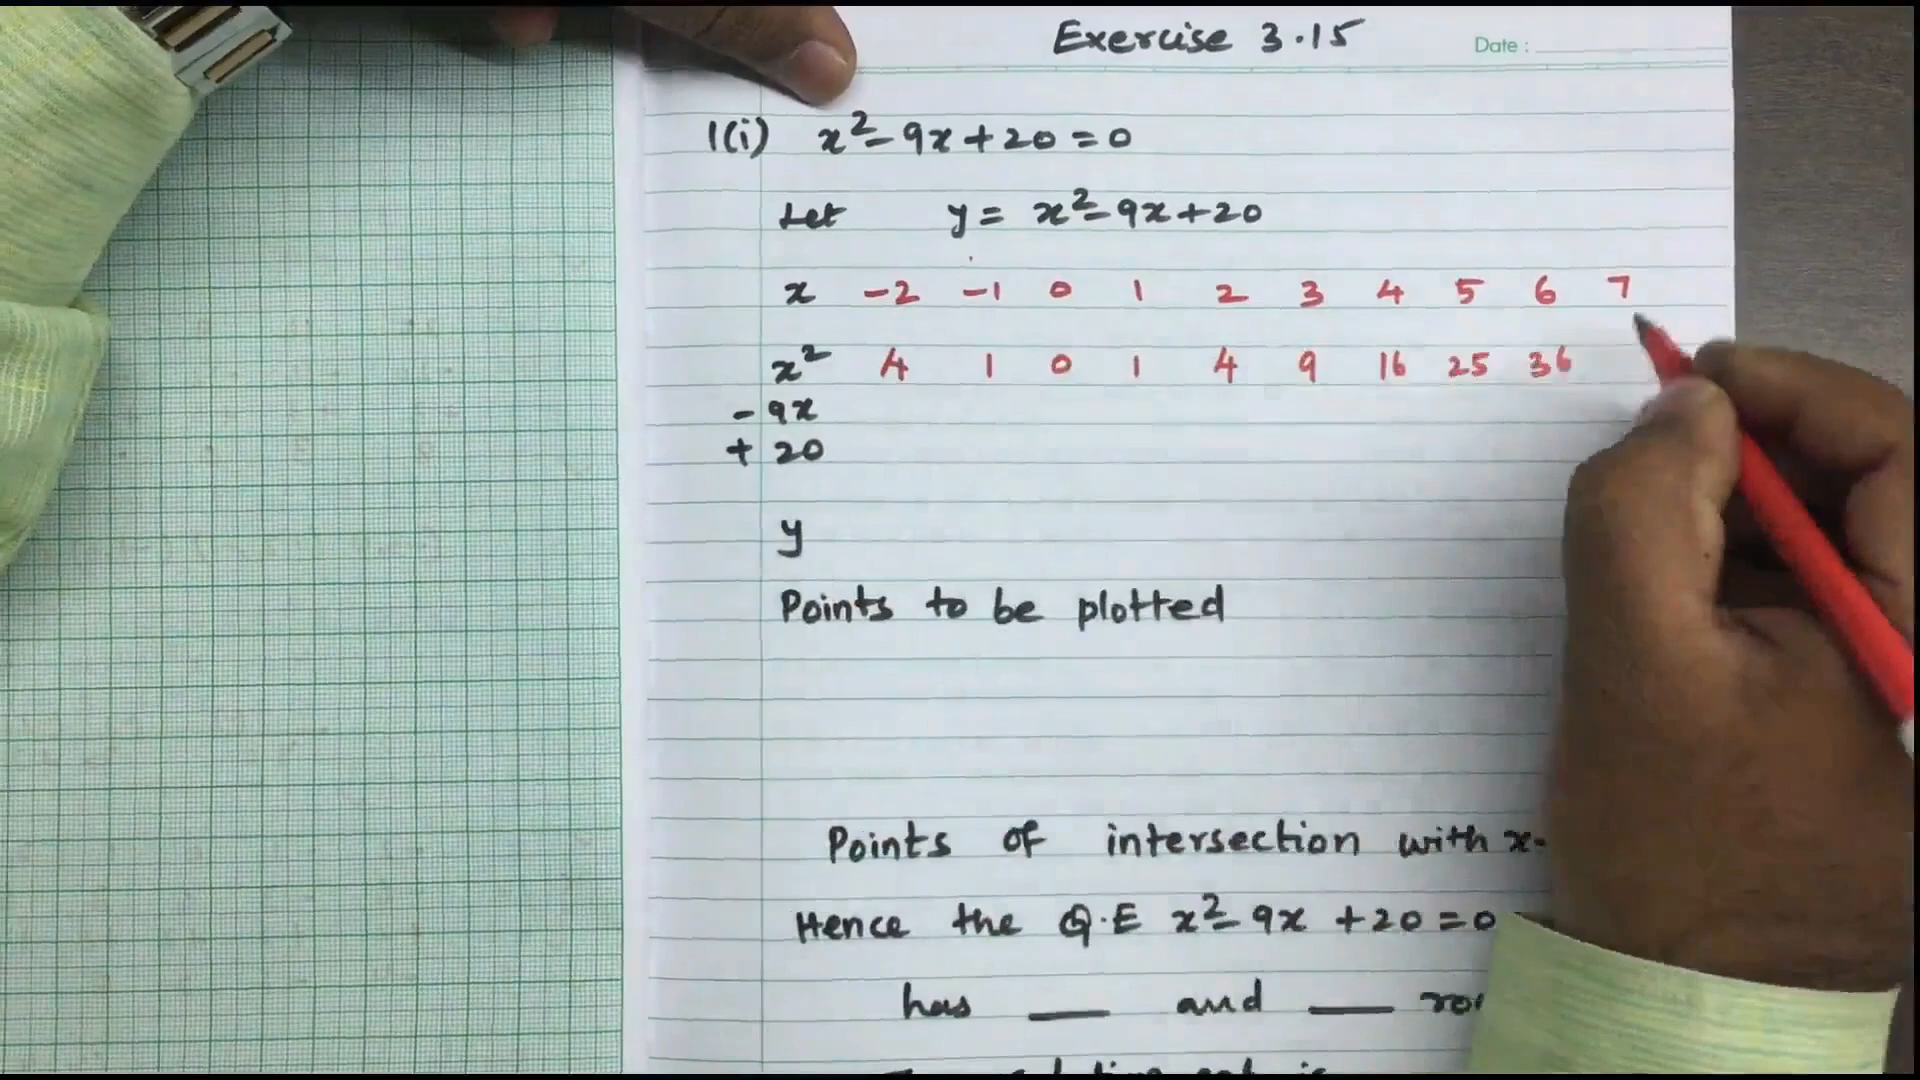 Exercise 3.15
Date :
1(i) x² - 9x + 20 = 0
Let y = x² - 9x + 20
x -2 -1 0 1 2 3 4 5 6 7
x² 4 1 0 1 4 9 16 25 36
- 9x
+ 20
y
Points to be plotted
Points of intersection with x-
Hence the Q.E x² - 9x + 20 = 0
has ___ and ___